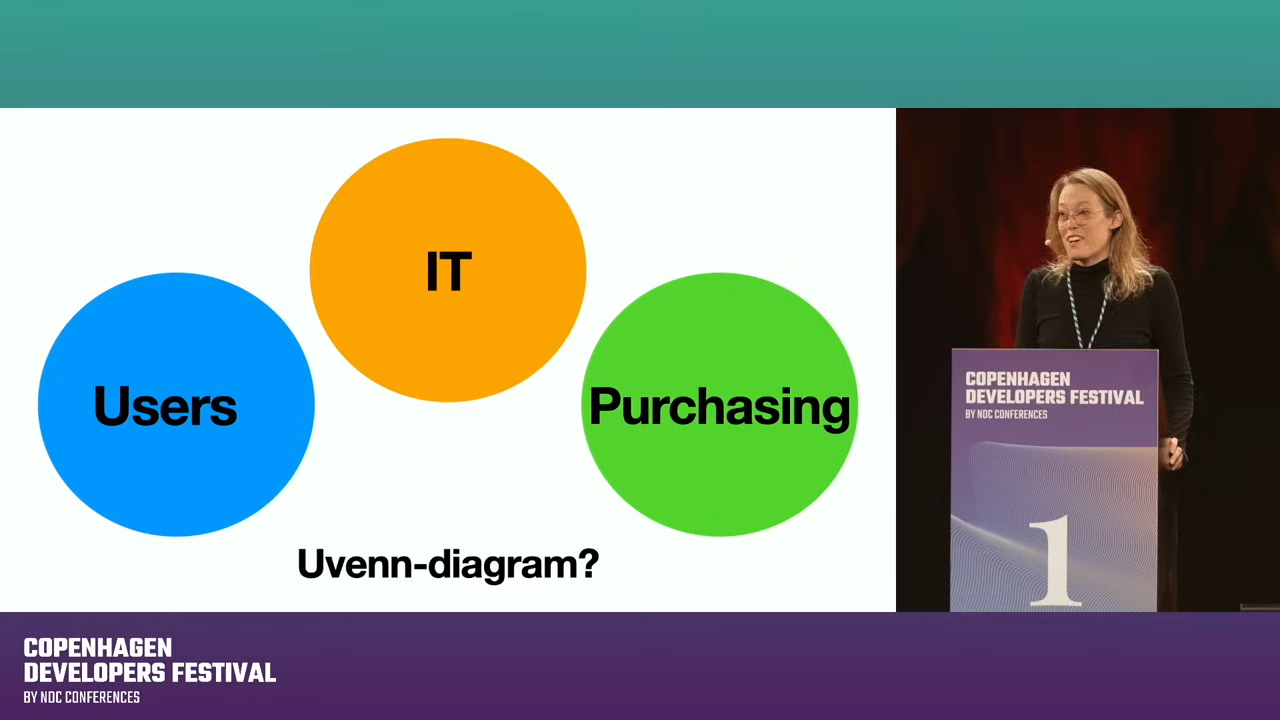 IT
Users
Purchasing
Uvenn-diagram?
COPENHAGEN
DEVELOPERS FESTIVAL
BY NDC CONFERENCES
1
COPENHAGEN
DEVELOPERS FESTIVAL
BY NDC CONFERENCES